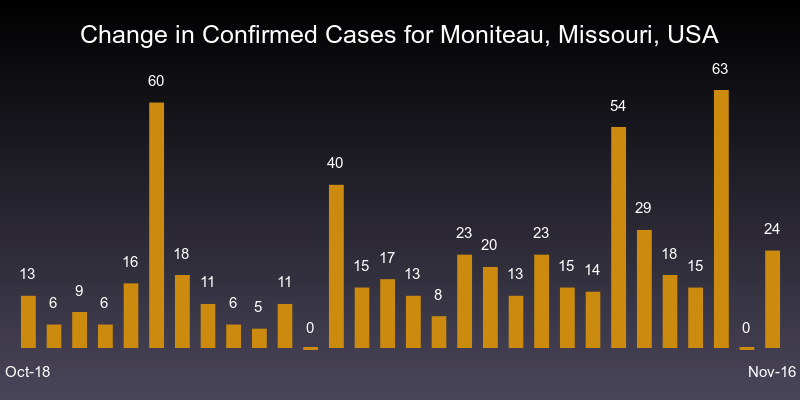 Change in Confirmed Cases for Moniteau, Missouri, USA
13 6 9 6 16 60 18 11 6 5 11 0 40 15 17 13 8 23 20 13 23 15 14 54 29 18 15 63 0 24
Oct-18 Nov-16